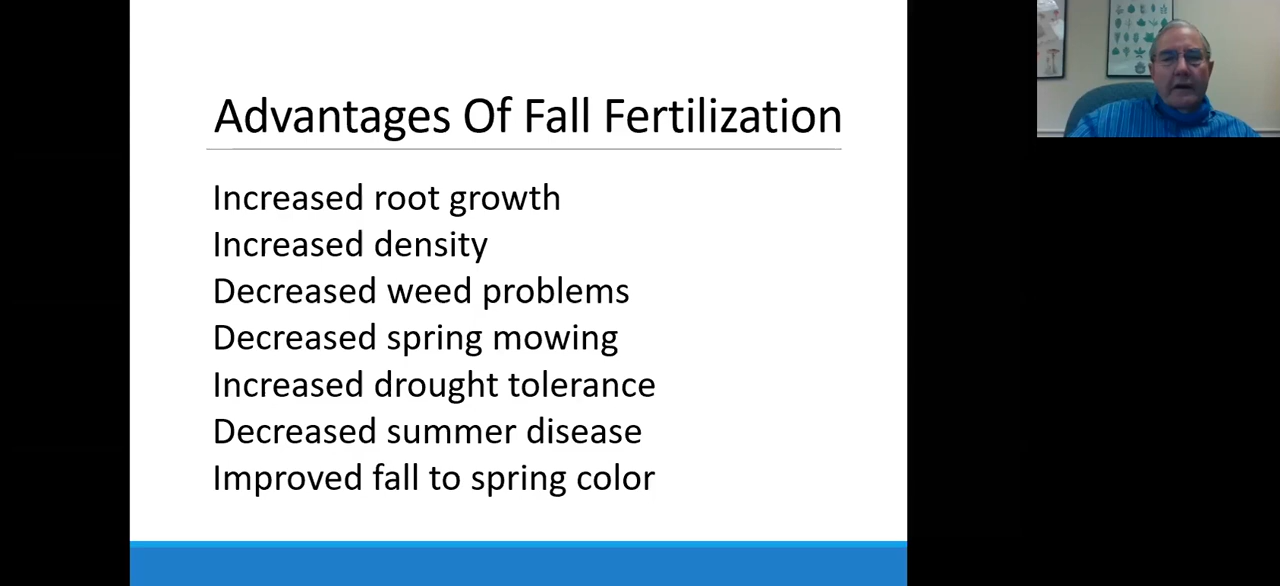 Advantages Of Fall Fertilization
Increased root growth
Increased density
Decreased weed problems
Decreased spring mowing
Increased drought tolerance
Decreased summer disease
Improved fall to spring color